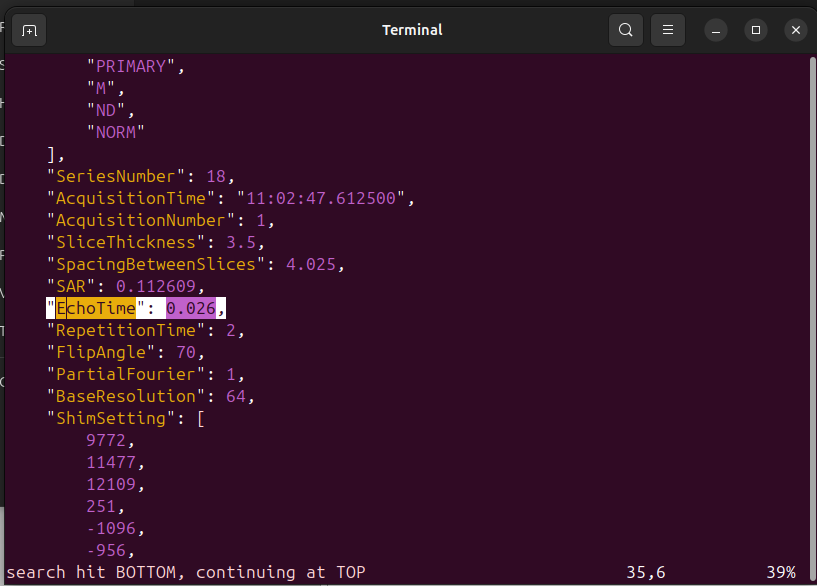 Terminal
"PRIMARY",
"M",
"ND",
"NORM"
],
"SeriesNumber": 18,
"AcquisitionTime": "11:02:47.612500",
"AcquisitionNumber": 1,
"SliceThickness": 3.5,
"SpacingBetweenSlices": 4.025,
"SAR": 0.112609,
"EchoTime": 0.026,
"RepetitionTime": 2,
"FlipAngle": 70,
"PartialFourier": 1,
"BaseResolution": 64,
"ShimSetting": [
9772,
11477,
12109,
251,
-1096,
-956,
search hit BOTTOM, continuing at TOP 35,6 39%